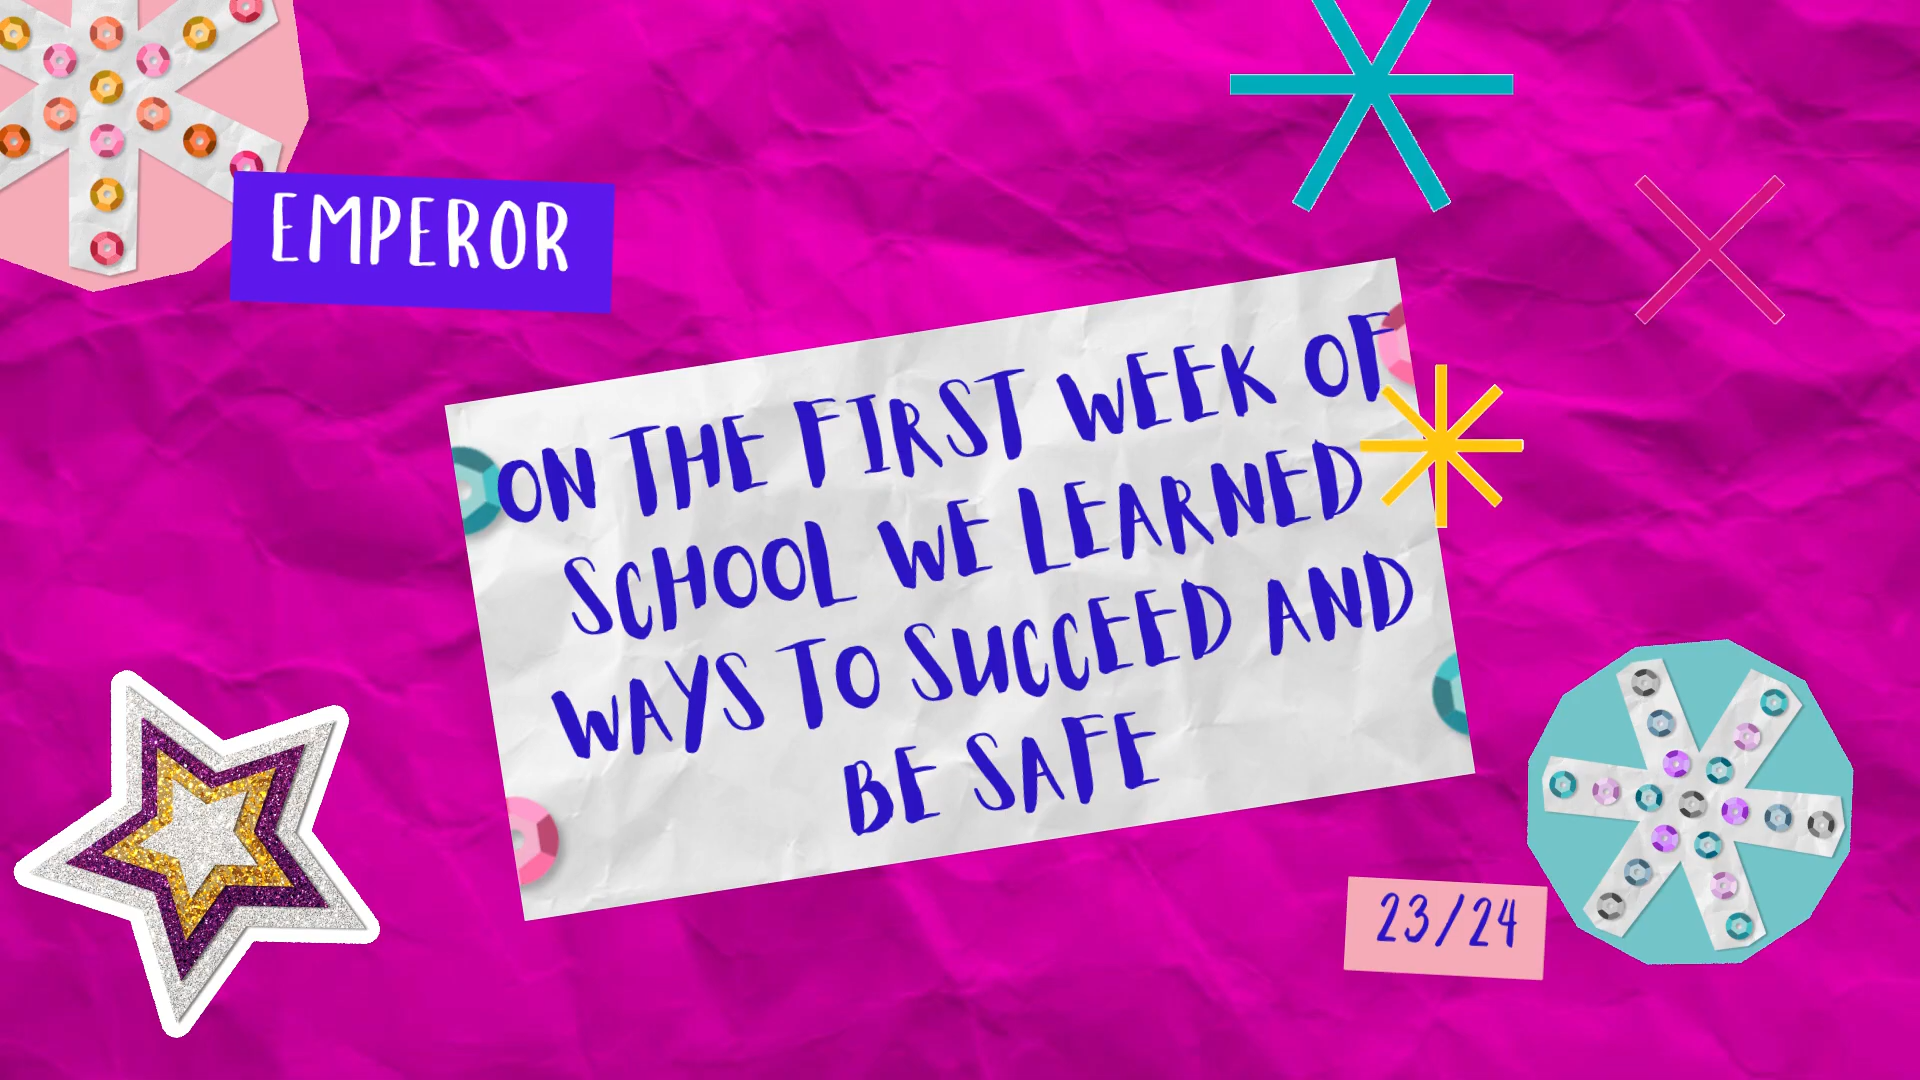 EMPEROR
ON THE FIRST WEEK OF
SCHOOL WE LEARNED
WAYS TO SUCCEED AND
BE SAFE
23/24